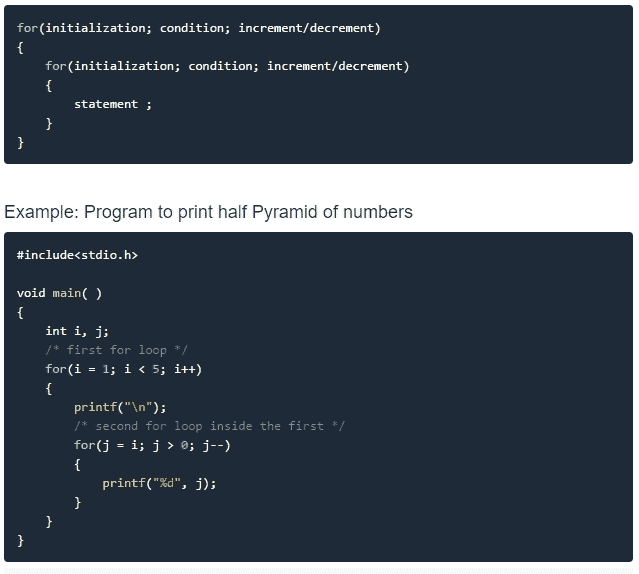 for(initialization; condition; increment/decrement)
{
    for(initialization; condition; increment/decrement)
    {
        statement ;
    }
}
Example: Program to print half Pyramid of numbers
#include<stdio.h>

void main( )
{
    int i, j;
    /* first for loop */
    for(i = 1; i < 5; i++)
    {
        printf("\n");
        /* second for loop inside the first */
        for(j = i; j > 0; j--)
        {
            printf("%d", j);
        }
    }
}